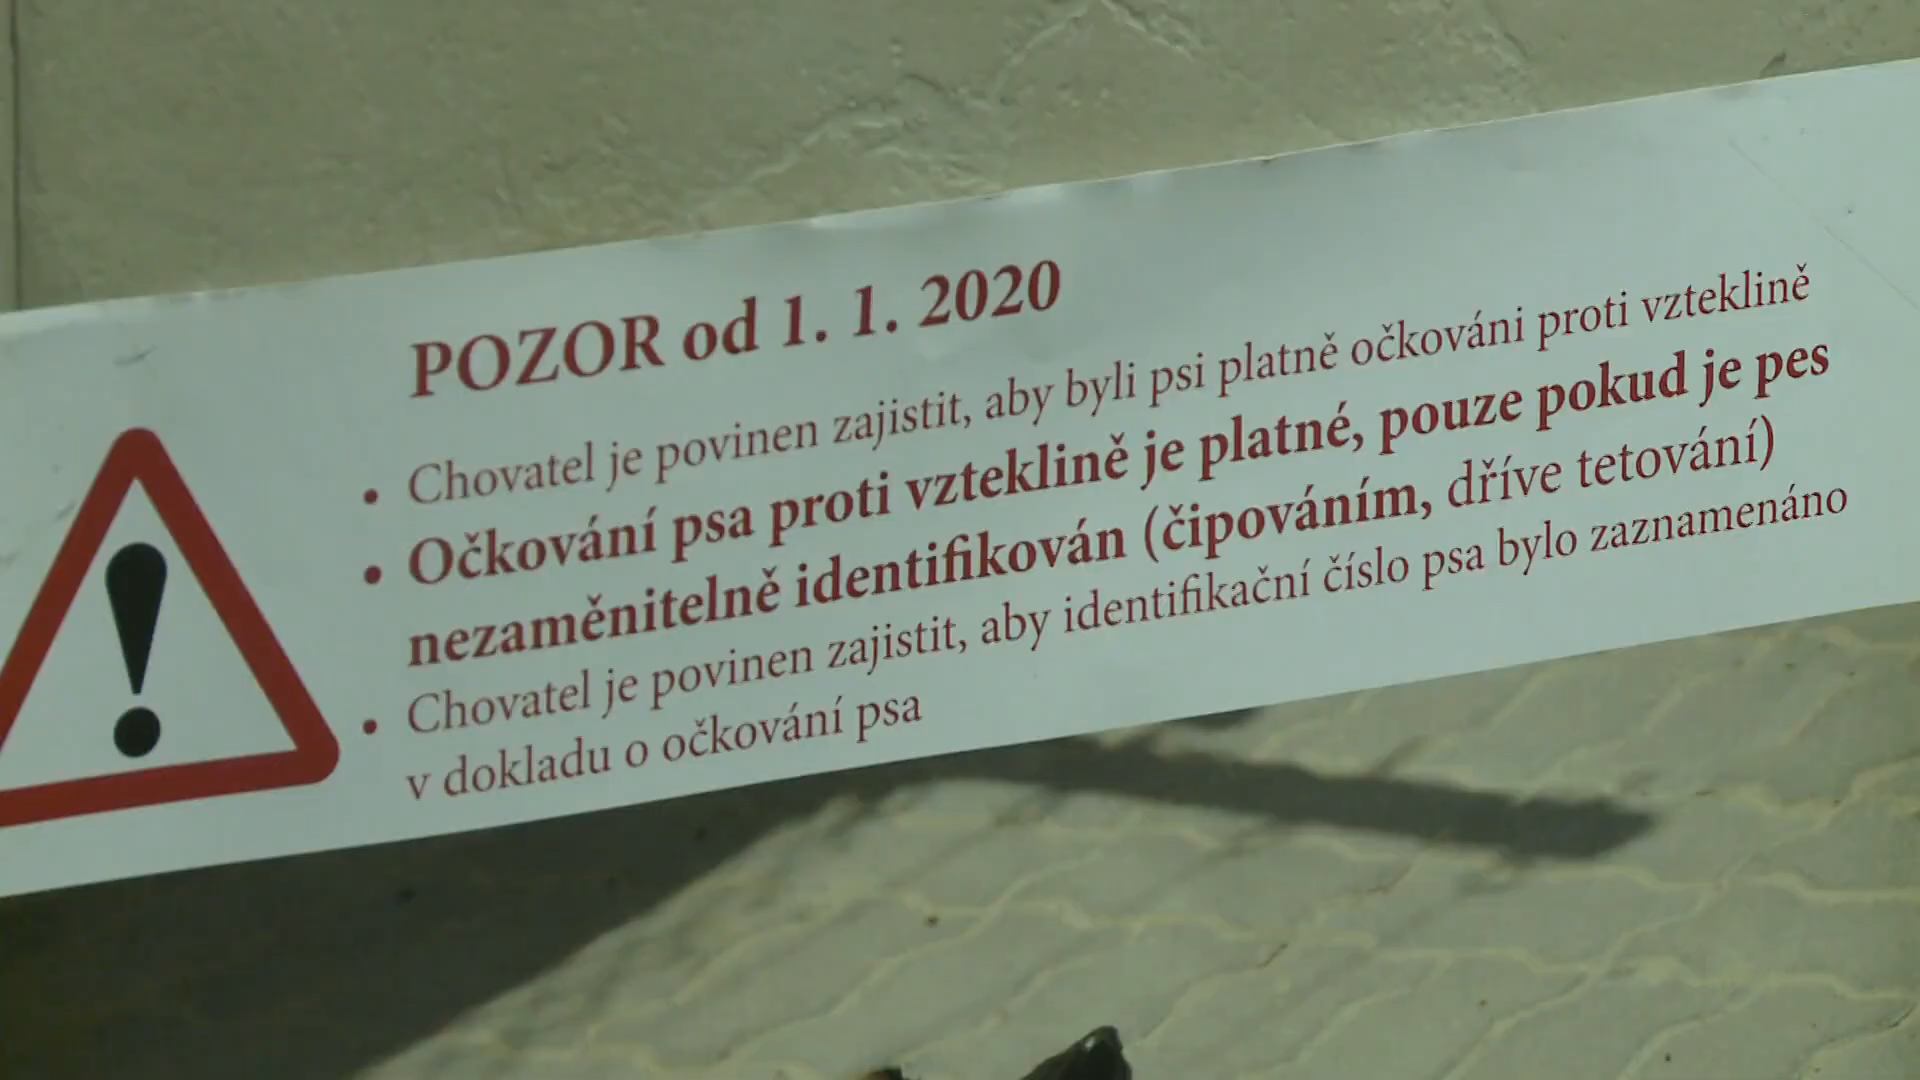 POZOR od 1. 1. 2020
• Chovatel je povinen zajistit, aby byli psi platně očkováni proti vzteklině
• Očkování psa proti vzteklině je platné, pouze pokud je pes
nezaměnitelně identifikován (čipováním, dříve tetování)
• Chovatel je povinen zajistit, aby identifikační číslo psa bylo zaznamenáno
v dokladu o očkování psa